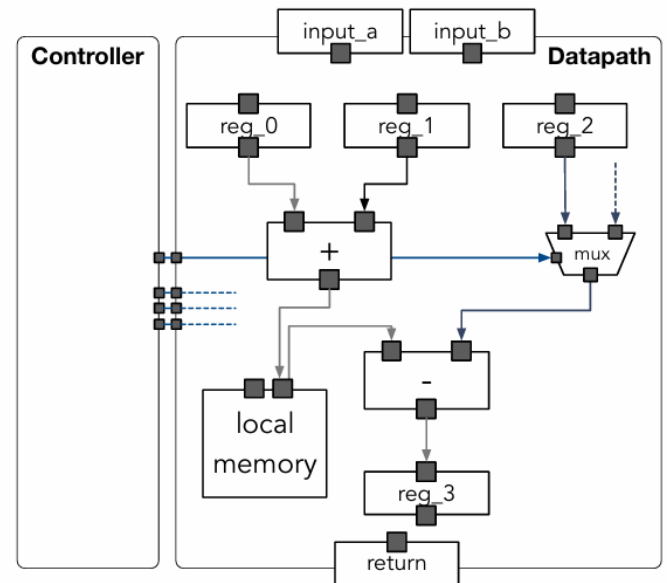 input_a
input_b
Controller
Datapath
reg_0
reg_1
reg_2
+
mux
-
local
memory
reg_3
return